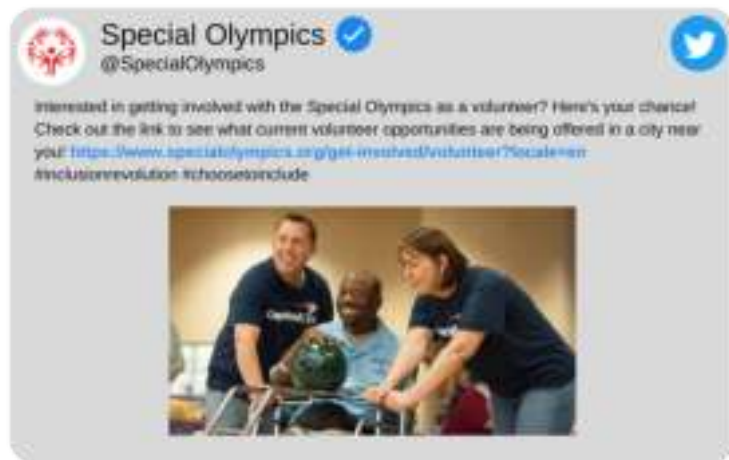 Special Olympics
@SpecialOlympics
Interested in getting involved with the Special Olympics as a volunteer? Here's your chance!
Check out the link to see what current volunteer opportunities are being offered in a city near
you! https://www.specialolympics.org/get-involved/volunteer?locale=en
#inclusionrevolution #choosetoinclude